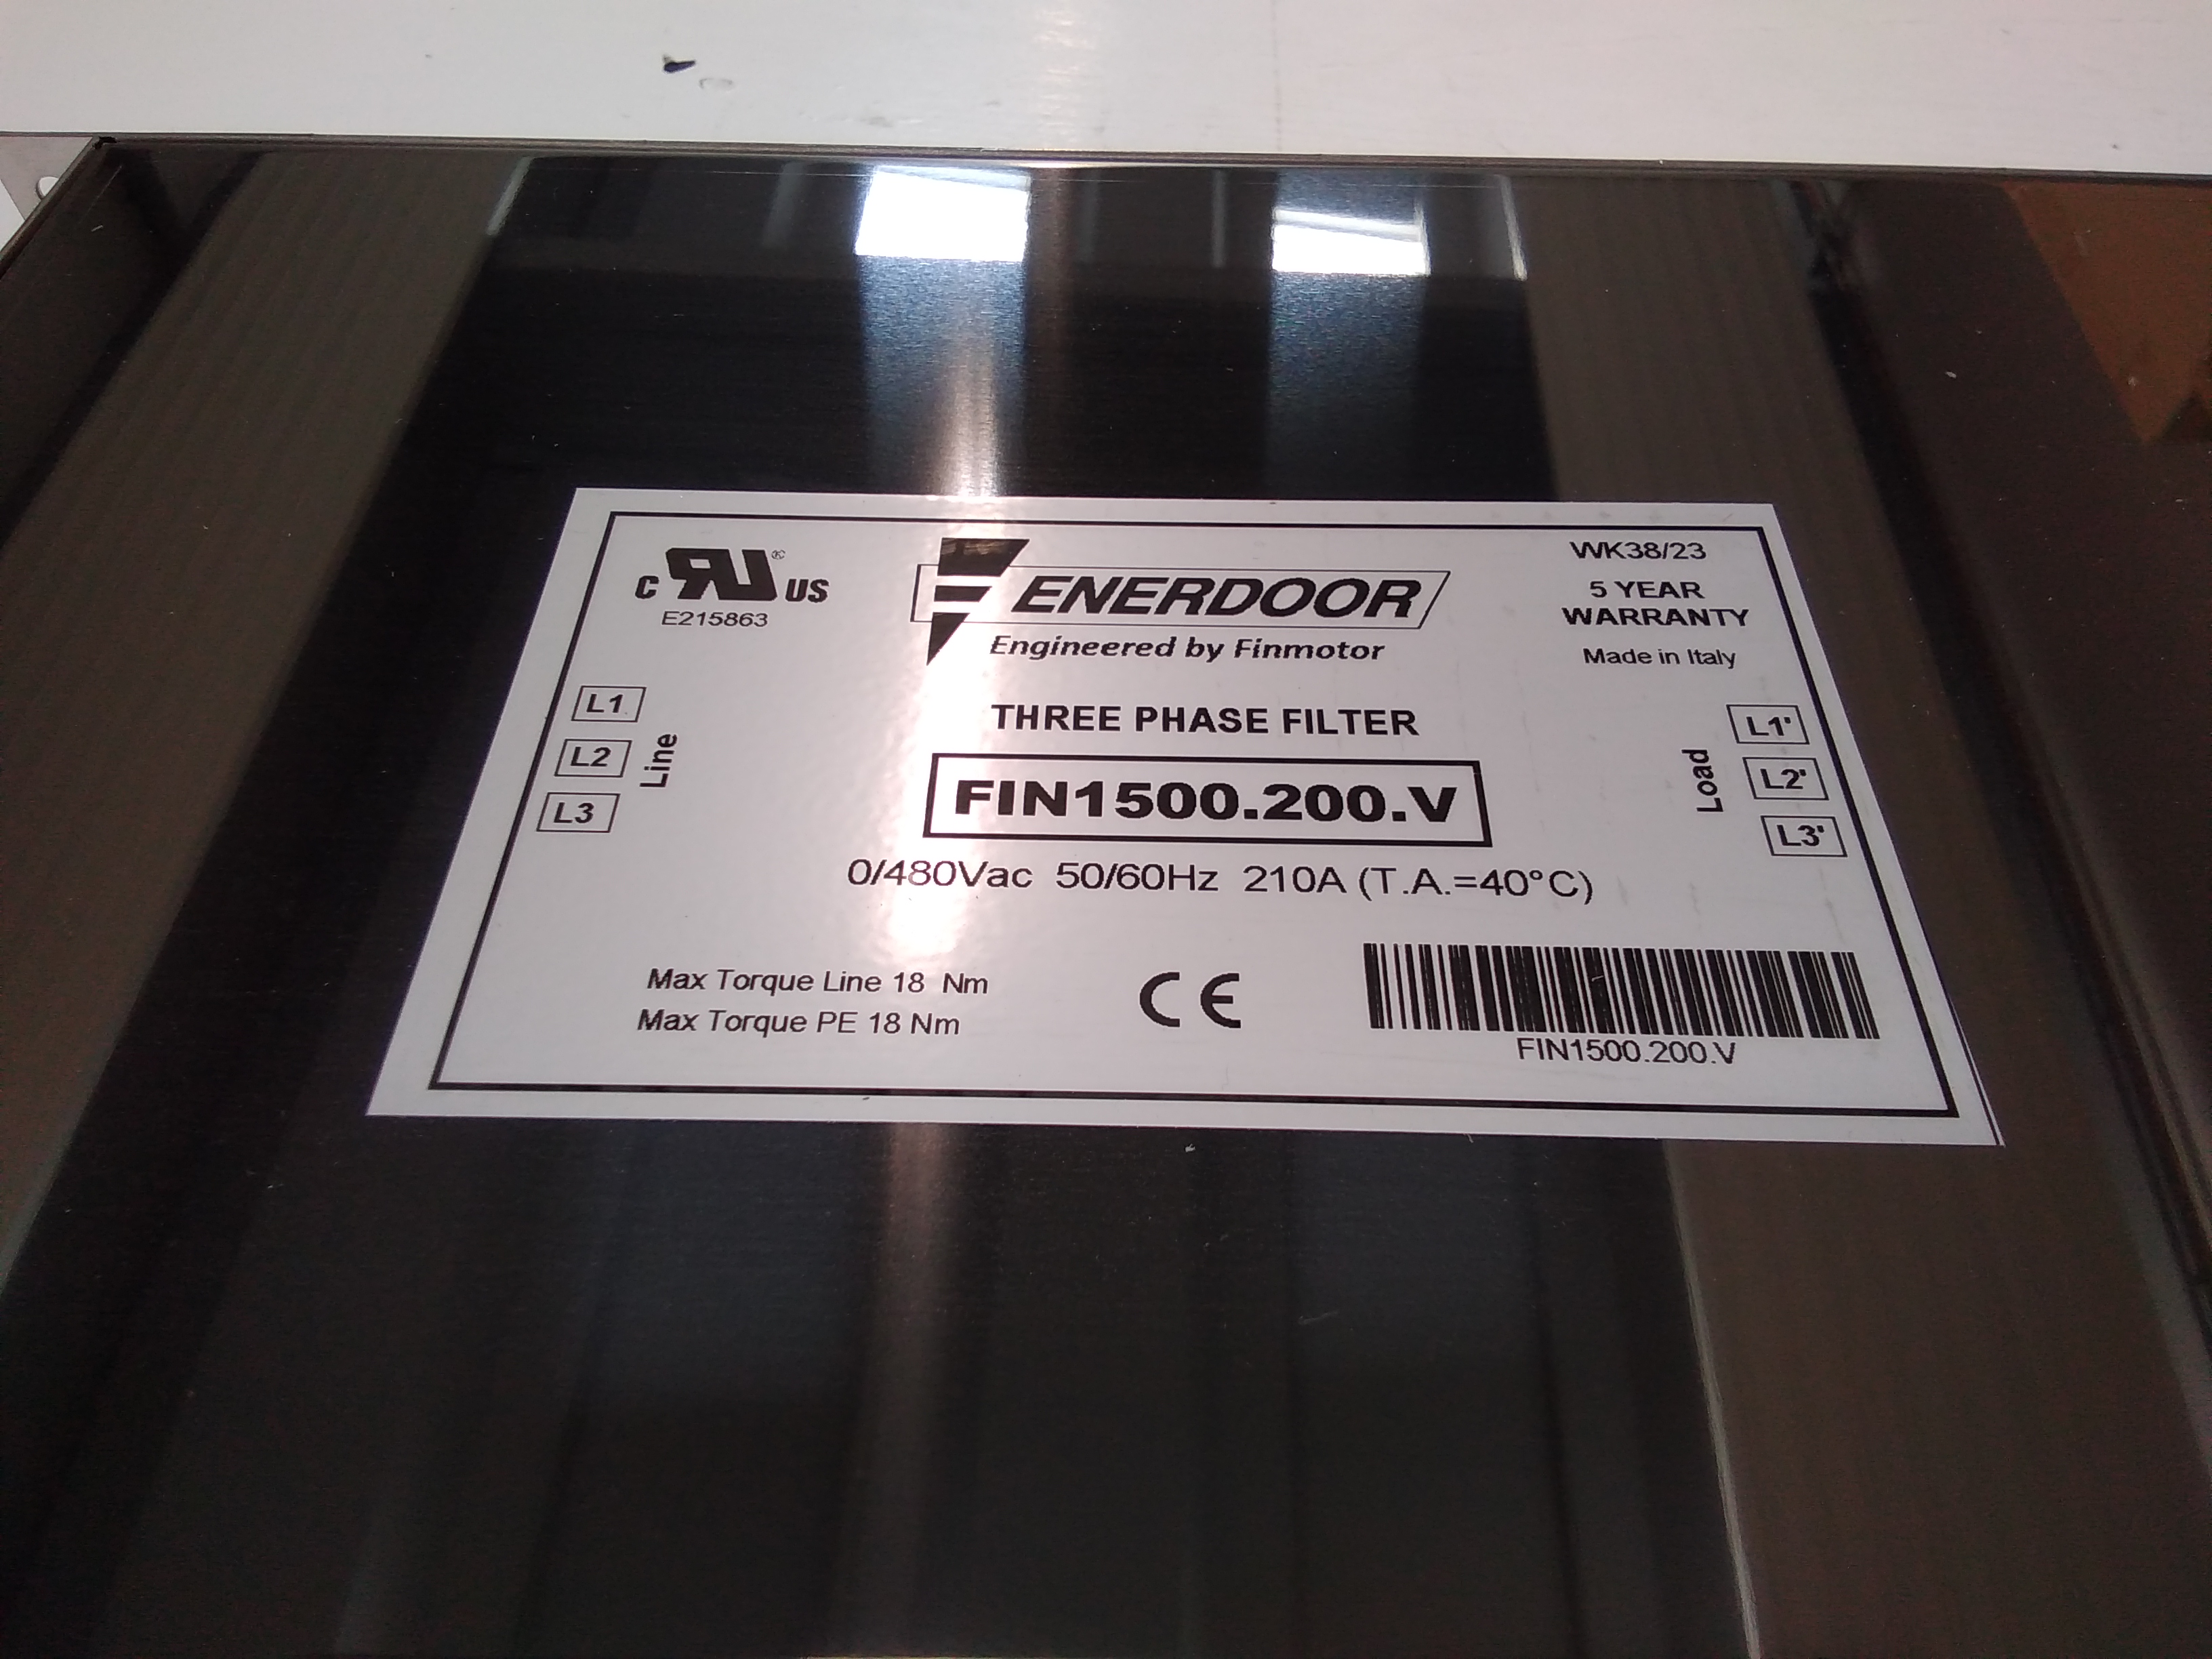 c RU ® US
E215863
ENERDOOR
Engineered by Finmotor
WK38/23
5 YEAR
WARRANTY
Made in Italy
L1
L2
L3
Line
THREE PHASE FILTER
FIN1500.200.V
0/480Vac 50/60Hz 210A (T.A.=40°C)
Load
L1'
L2'
L3'
Max Torque Line 18 Nm
Max Torque PE 18 Nm
CE
FIN1500.200.V